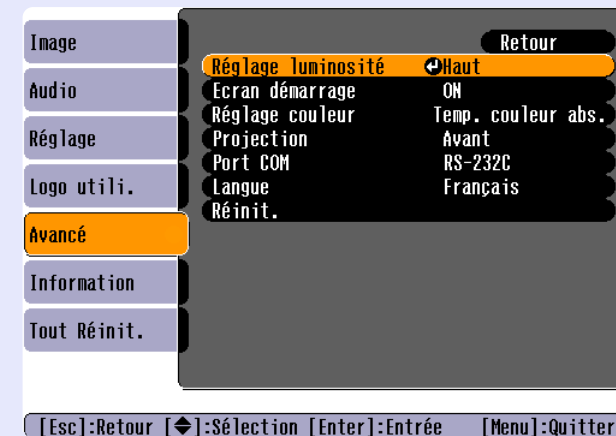 Image
Audio
Réglage
Logo utili.
Avancé
Information
Tout Réinit.
Retour
Réglage luminosité Haut
Ecran démarrage ON
Réglage couleur Temp. couleur abs.
Projection Avant
Port COM RS-232C
Langue Français
Réinit.
[Esc]:Retour [◆]:Sélection [Enter]:Entrée [Menu]:Quitter